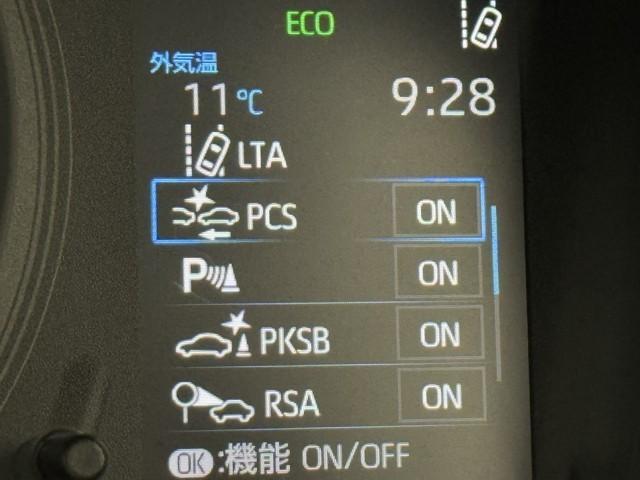 ECO
外気温
11℃ 9:28
LTA
PCS ON
P ON
PKSB ON
RSA ON
OK:機能 ON/OFF